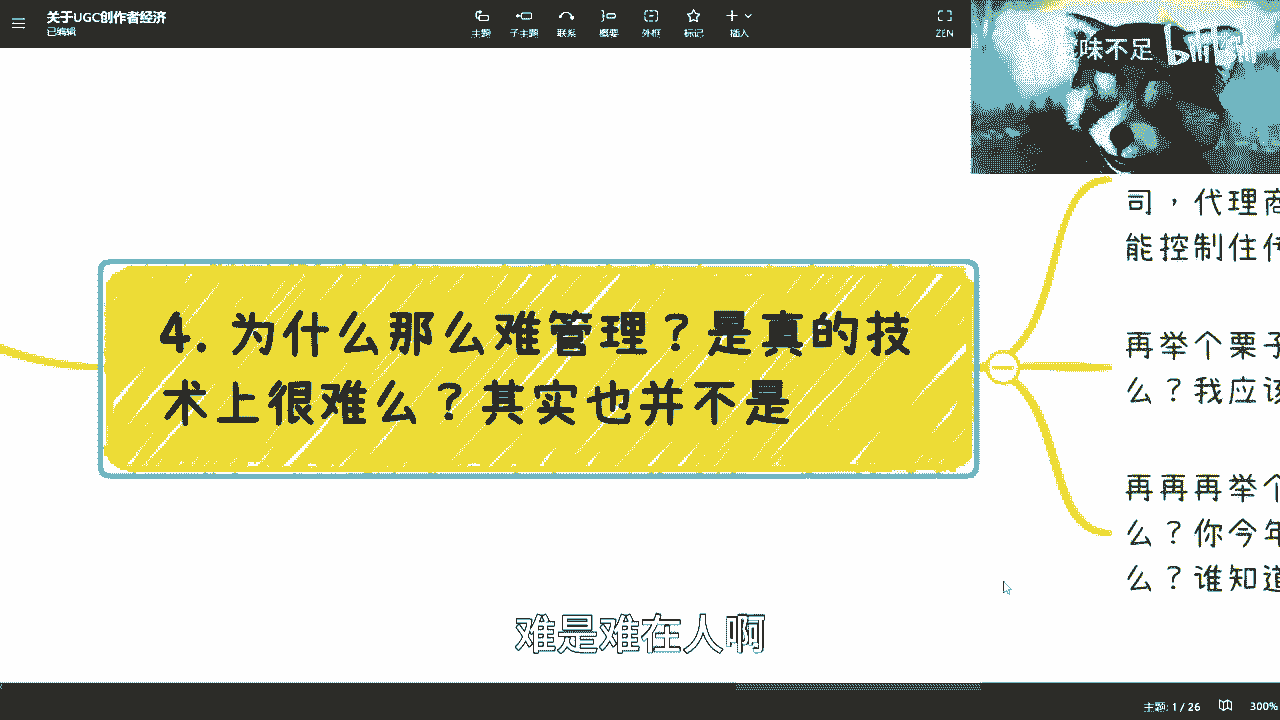 关于UGC创作者经济
已编辑
主题 子主题 联系 概要 外框 标记 插入 ZEN
味不足 bilibili
司，代理商
能控制住
4. 为什么那么难管理？是真的技
术上很难么？其实也并不是
再举个栗子
么？我应该
再再再举个
么？你今年
么？谁知道
难是难在人啊
主题: 1 / 26 300%